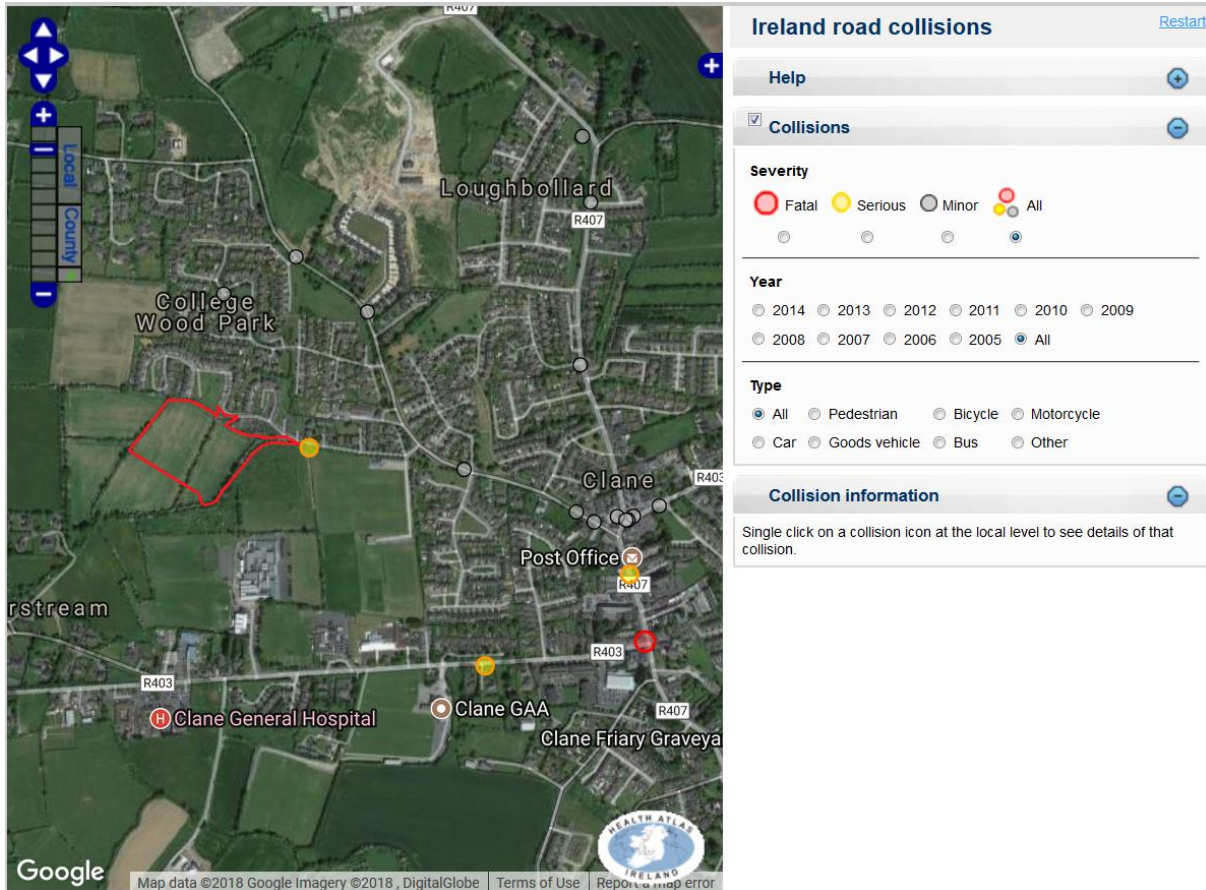 R407
Local
County
Loughbollard
R407
College
Wood Park
Clane
R403
Post Office
R407
rstream
R403
R403
Clane General Hospital
Clane GAA
R407
Clane Friary Graveya
HEALTH ATLAS
IRELAND
Google
Map data ©2018 Google Imagery ©2018 , DigitalGlobe
Terms of Use
Report a map error
Ireland road collisions
Restart
Help
Collisions
Severity
Fatal Serious Minor All
Year
2014 2013 2012 2011 2010 2009
2008 2007 2006 2005 All
Type
All Pedestrian Bicycle Motorcycle
Car Goods vehicle Bus Other
Collision information
Single click on a collision icon at the local level to see details of that
collision.